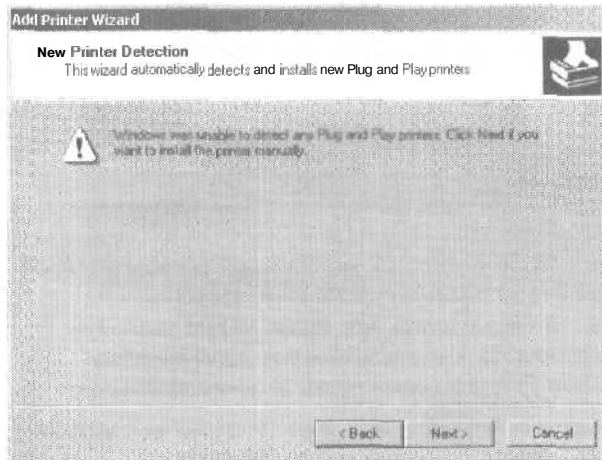 Add Printer Wizard
New Printer Detection
This wizard automatically detects and installs new Plug and Play printers
Windows was unable to detect any Plug and Play printers. Click Next if you
want to install the printer manually.
< Back
Next >
Cancel